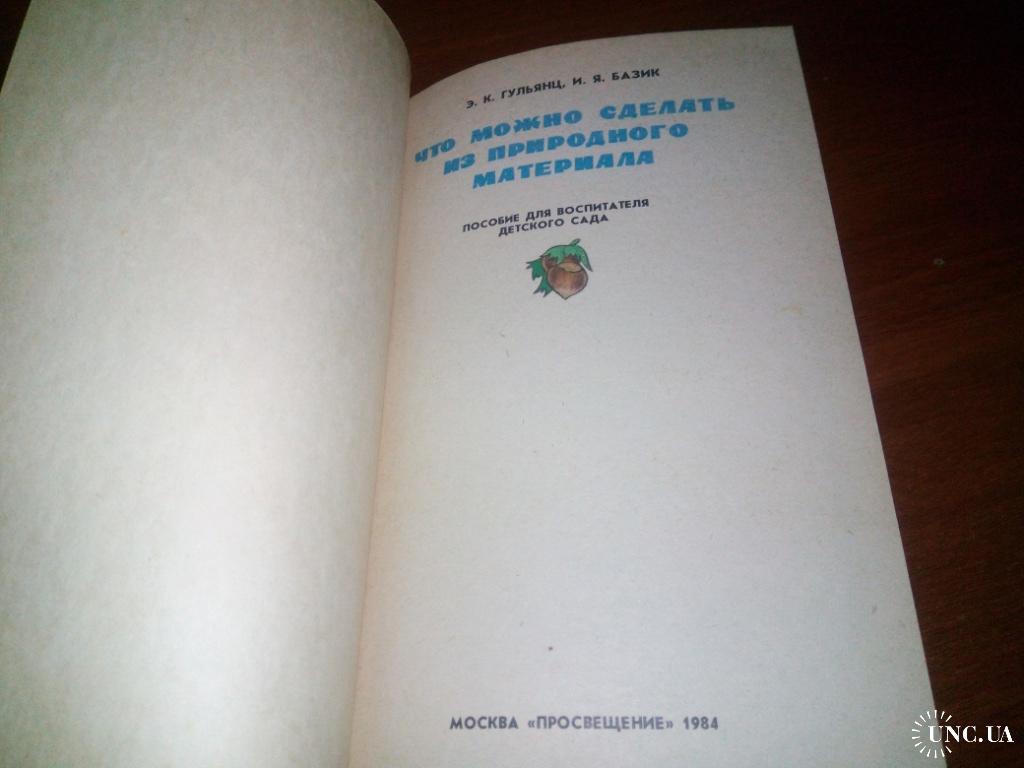 Э. К. ГУЛЬЯНЦ, И. Я. БАЗИК
ЧТО МОЖНО СДЕЛАТЬ
ИЗ ПРИРОДНОГО
МАТЕРИАЛА
ПОСОБИЕ ДЛЯ ВОСПИТАТЕЛЯ
ДЕТСКОГО САДА
МОСКВА «ПРОСВЕЩЕНИЕ» 1984
UNC.UA